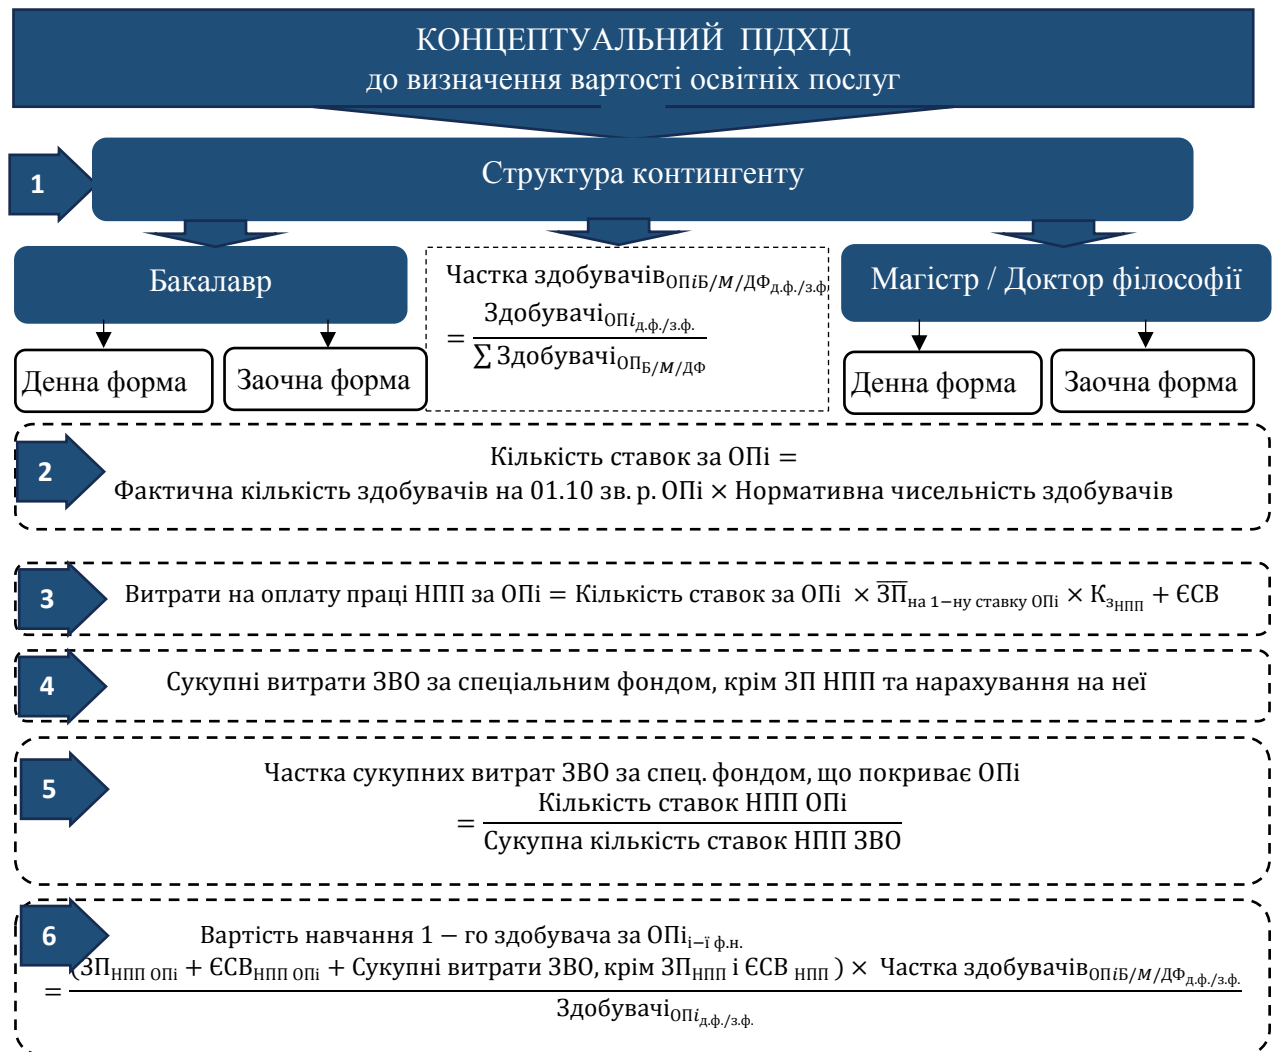 КОНЦЕПТУАЛЬНИЙ ПІДХІД
до визначення вартості освітніх послуг
1
Структура контингенту
Бакалавр
Частка здобувачів ОПіБ/М/ДФ д.ф./з.ф
= Здобувачі ОПі д.ф./з.ф. / ∑ Здобувачі ОП Б/М/ДФ
Магістр / Доктор філософії
Денна форма
Заочна форма
Денна форма
Заочна форма
2
Кількість ставок за ОПі =
Фактична кількість здобувачів на 01.10 зв. р. ОПі × Нормативна чисельність здобувачів
3
Витрати на оплату праці НПП за ОПі = Кількість ставок за ОПі × З̅П̅ на 1−ну ставку ОПі × К з НПП + ЄСВ
4
Сукупні витрати ЗВО за спеціальним фондом, крім ЗП НПП та нарахування на неї
5
Частка сукупних витрат ЗВО за спец. фондом, що покриває ОПі
= Кількість ставок НПП ОПі / Сукупна кількість ставок НПП ЗВО
6
Вартість навчання 1 − го здобувача за ОПі і−ї ф.н.
= (ЗП НПП ОПі + ЄСВ НПП ОПі + Сукупні витрати ЗВО, крім ЗП НПП і ЄСВ НПП ) × Частка здобувачів ОПіБ/М/ДФ д.ф./з.ф. / Здобувачі ОПі д.ф./з.ф.